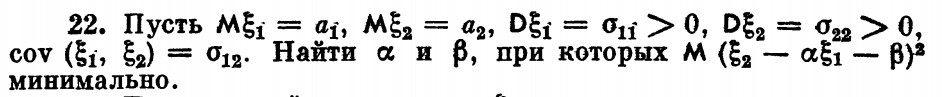 22. Пусть Mξ₁ = a₁, Mξ₂ = a₂, Dξ₁ = σ₁₁ > 0, Dξ₂ = σ₂₂ > 0,
cov (ξ₁, ξ₂) = σ₁₂. Найти α и β, при которых M (ξ₂ — αξ₁ — β)²
минимально.